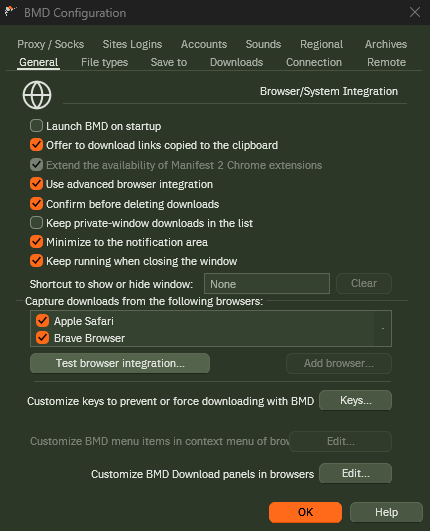 BMD Configuration
Proxy / Socks Sites Logins Accounts Sounds Regional Archives
General File types Save to Downloads Connection Remote
Browser/System Integration
Launch BMD on startup
Offer to download links copied to the clipboard
Extend the availability of Manifest 2 Chrome extensions
Use advanced browser integration
Confirm before deleting downloads
Keep private-window downloads in the list
Minimize to the notification area
Keep running when closing the window
Shortcut to show or hide window: None Clear
Capture downloads from the following browsers:
Apple Safari
Brave Browser
Test browser integration... Add browser...
Customize keys to prevent or force downloading with BMD Keys...
Customize BMD menu items in context menu of brow Edit...
Customize BMD Download panels in browsers Edit...
OK Help